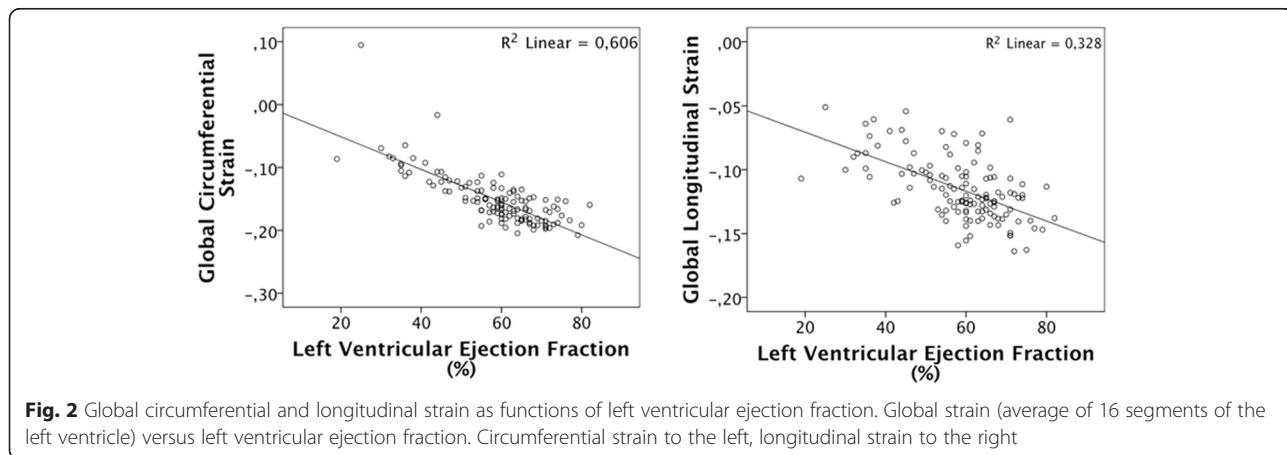 R² Linear = 0,606
Global Circumferential
Strain
,10
,00
-,10
-,20
-,30
20 40 60 80
Left Ventricular Ejection Fraction
(%)
R² Linear = 0,328
Global Longitudinal Strain
,00
-,05
-,10
-,15
-,20
20 40 60 80
Left Ventricular Ejection Fraction
(%)
Fig. 2 Global circumferential and longitudinal strain as functions of left ventricular ejection fraction. Global strain (average of 16 segments of the
left ventricle) versus left ventricular ejection fraction. Circumferential strain to the left, longitudinal strain to the right